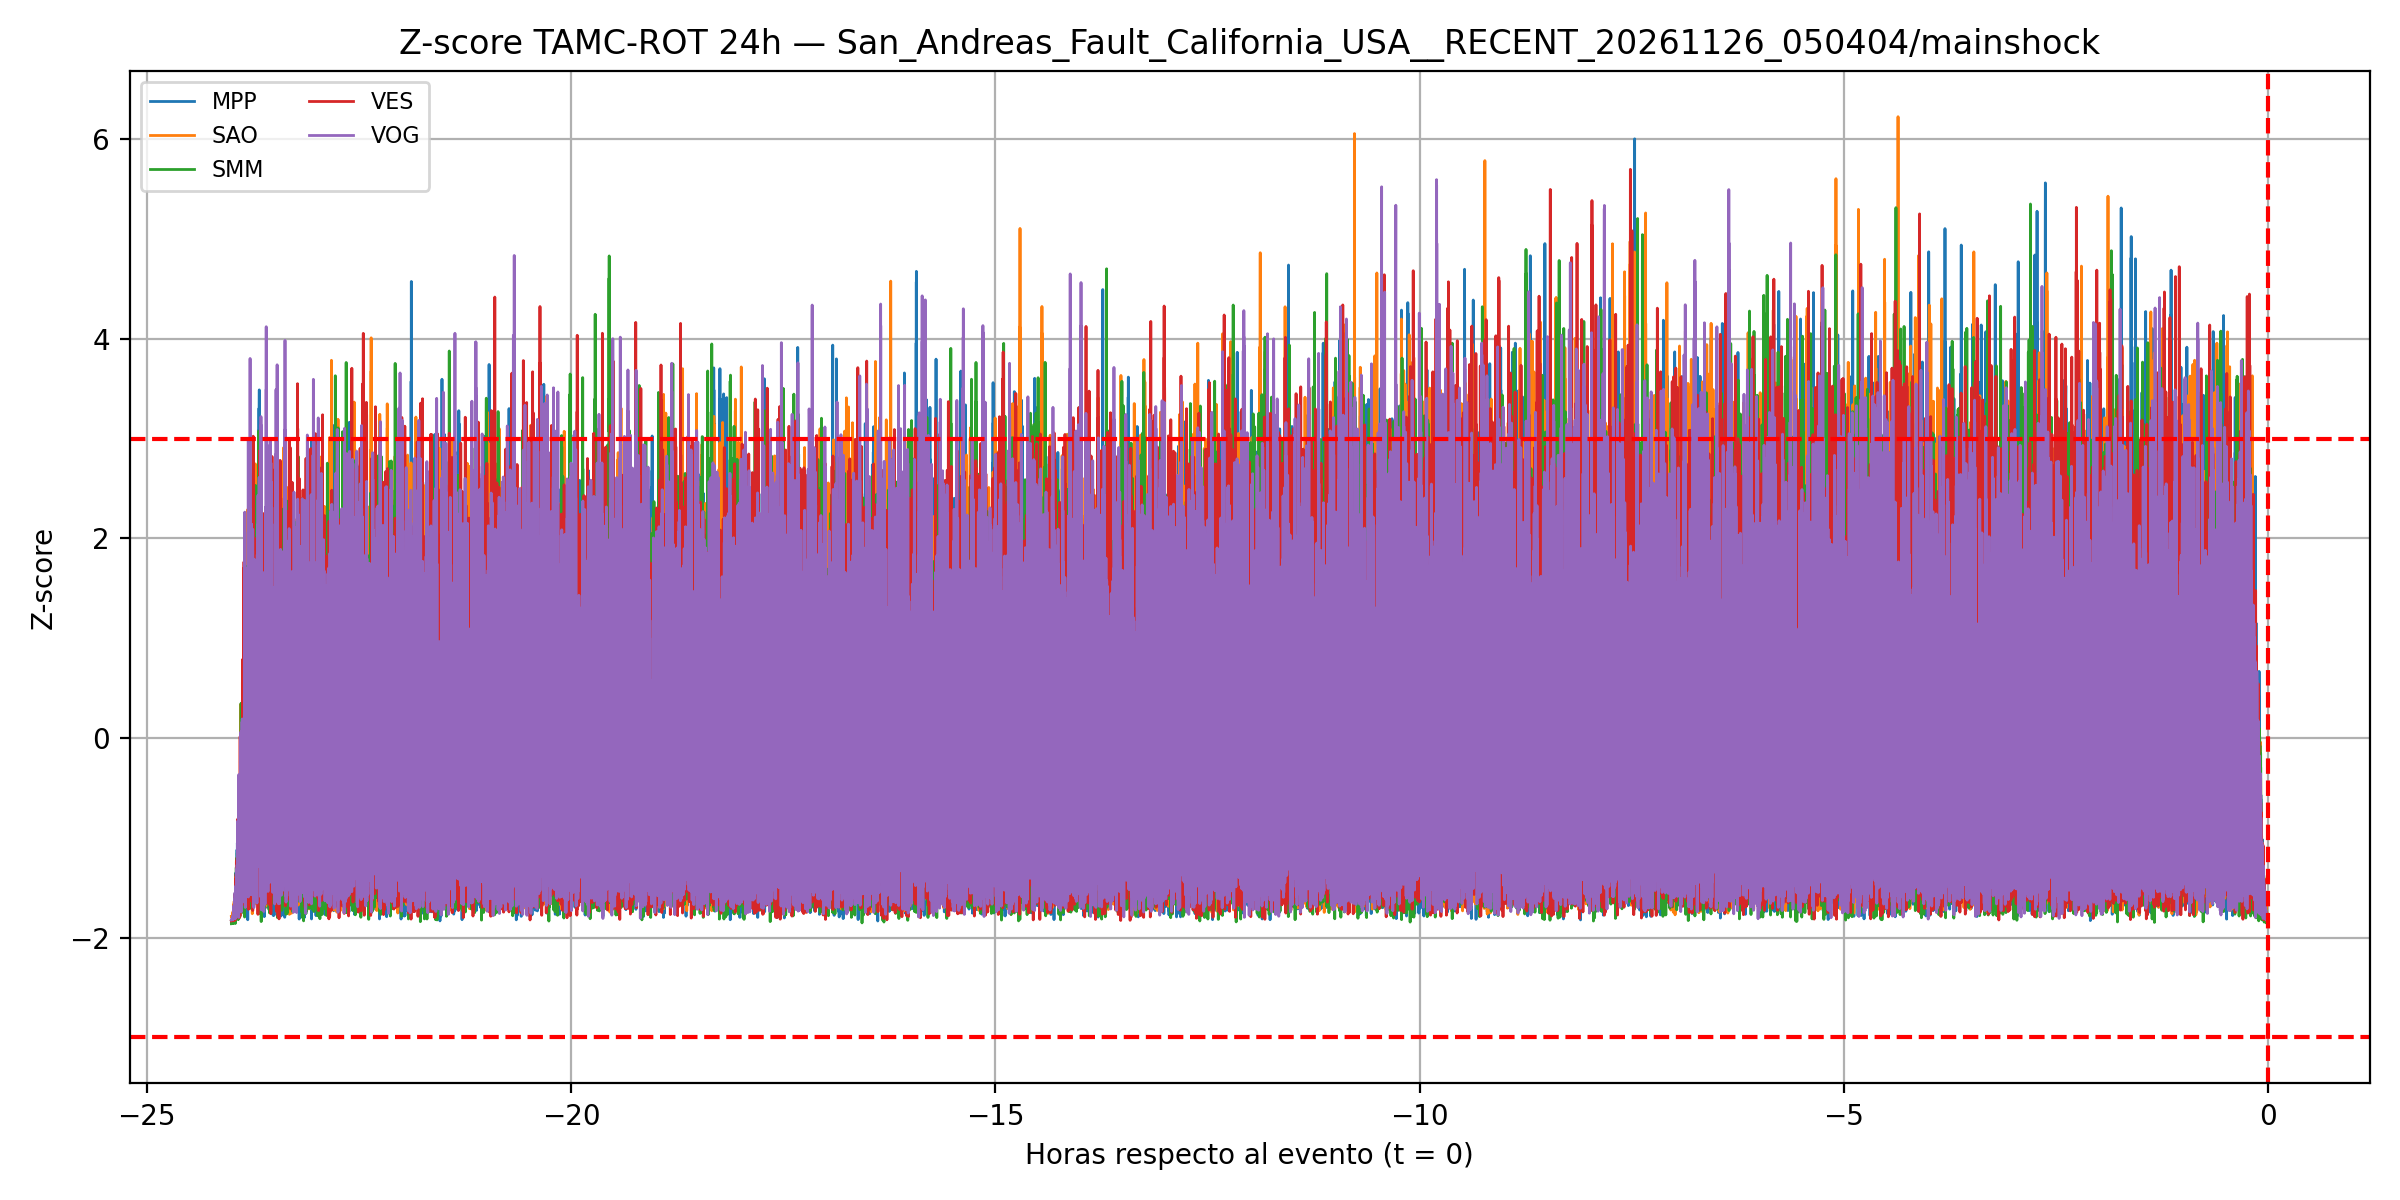 Z-score TAMC-ROT 24h — San_Andreas_Fault_California_USA__RECENT_20261126_050404/mainshock
MPP
SAO
SMM
VES
VOG
Z-score
6
4
2
0
−2
−25
−20
−15
−10
−5
0
Horas respecto al evento (t = 0)